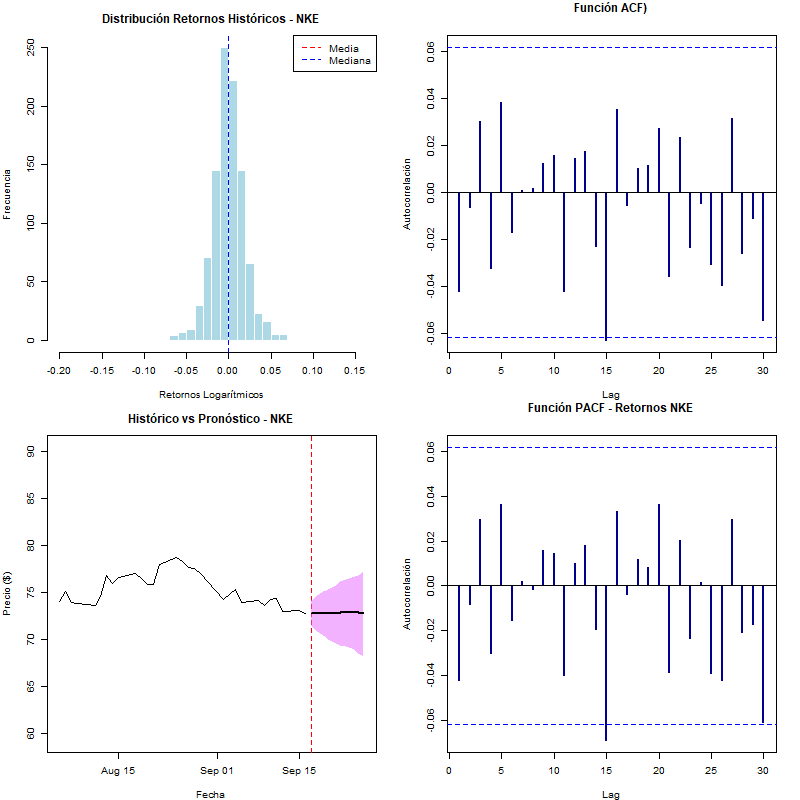 Distribución Retornos Históricos - NKE
Frecuencia
250
200
150
100
50
0
Media
Mediana
-0.20 -0.15 -0.10 -0.05 0.00 0.05 0.10 0.15
Retornos Logarítmicos
Función ACF)
Autocorrelación
0.06
0.04
0.02
0.00
-0.02
-0.04
-0.06
0 5 10 15 20 25 30
Lag
Histórico vs Pronóstico - NKE
Precio ($)
90
85
80
75
70
65
60
Aug 15 Sep 01 Sep 15
Fecha
Función PACF - Retornos NKE
Autocorrelación
0.06
0.04
0.02
0.00
-0.02
-0.04
-0.06
0 5 10 15 20 25 30
Lag